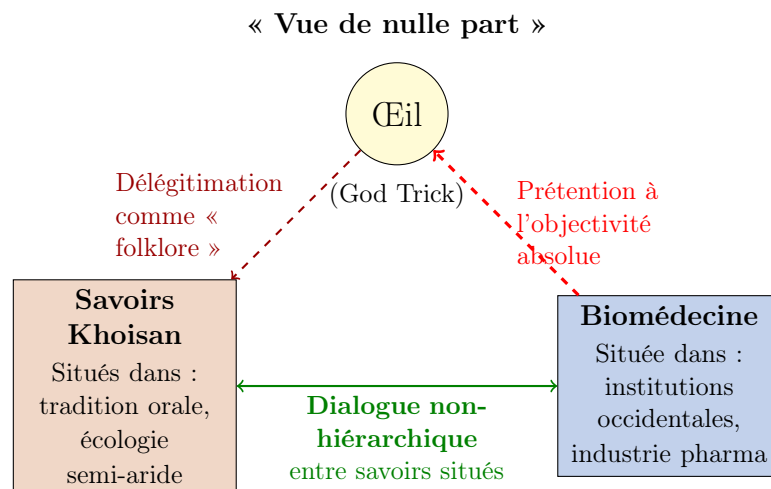 « Vue de nulle part »
Œil
(God Trick)
Délégitimation
comme «
folklore »
Prétention à
l'objectivité
absolue
Savoirs
Khoisan
Situés dans :
tradition orale,
écologie
semi-aride
Biomédecine
Située dans :
institutions
occidentales,
industrie pharma
Dialogue non-
hiérarchique
entre savoirs situés